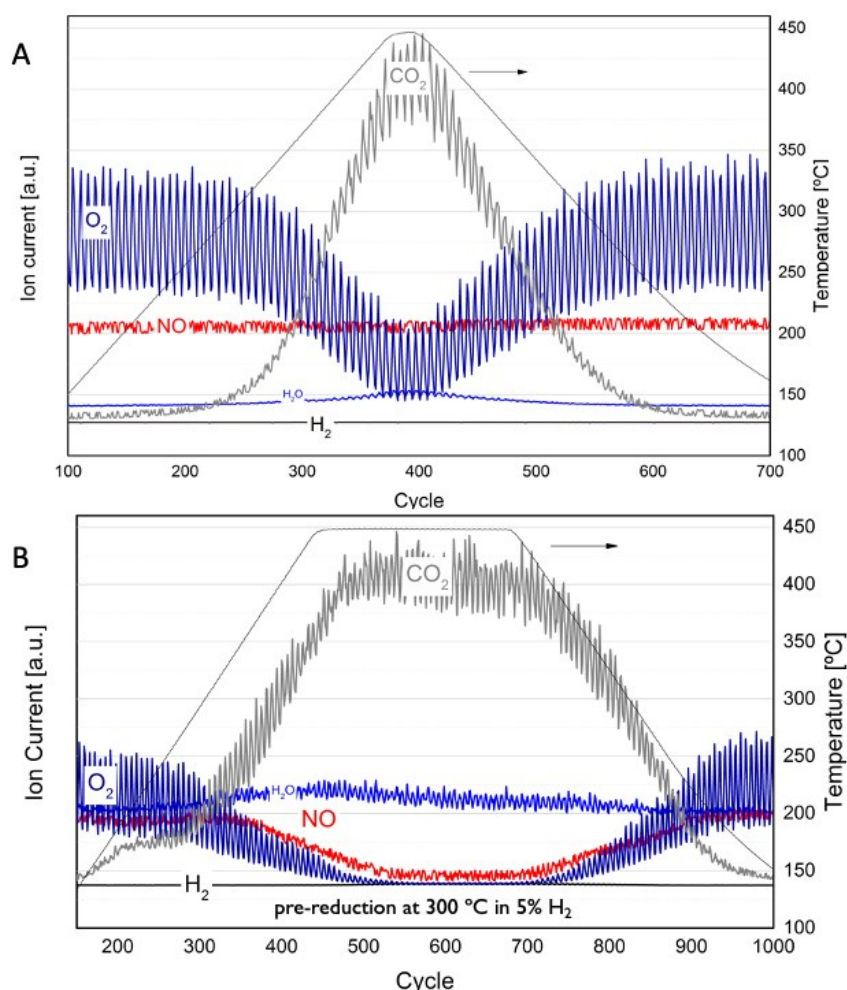 A
Ion current [a.u.]
CO2
O2
NO
H2O
H2
450
400
350
300
250
200
150
100
Temperature [ºC]
100 200 300 400 500 600 700
Cycle
B
Ion Current [a.u.]
CO2
O2
H2O
NO
H2
pre-reduction at 300 ºC in 5% H2
450
400
350
300
250
200
150
100
Temperature [ºC]
200 300 400 500 600 700 800 900 1000
Cycle